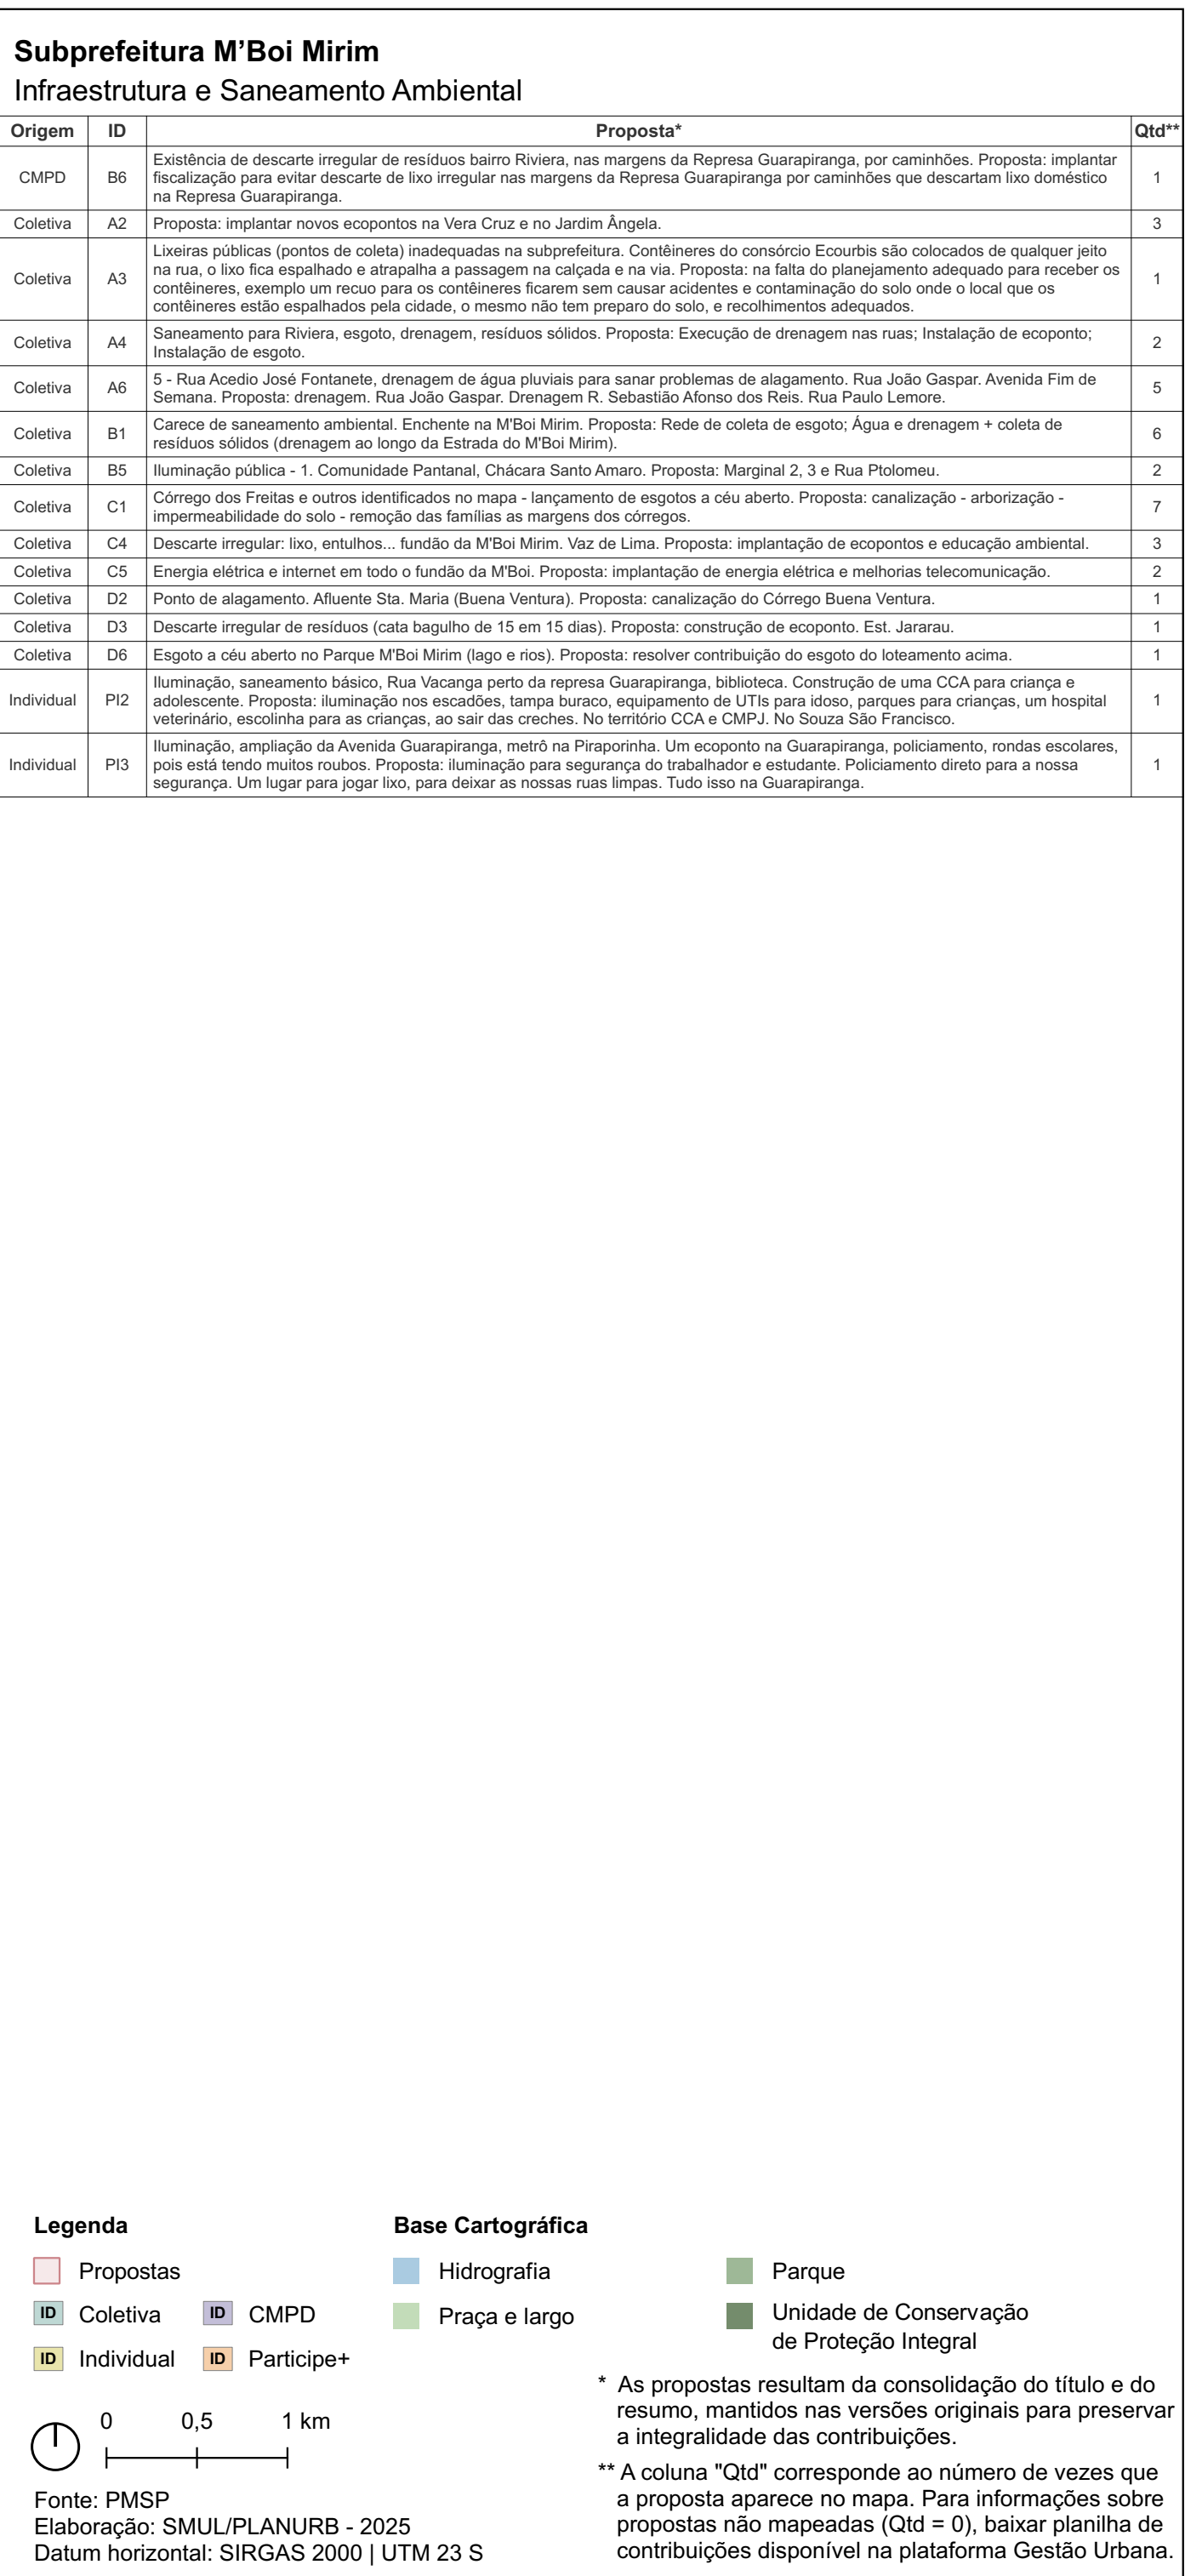 Subprefeitura M’Boi Mirim
Infraestrutura e Saneamento Ambiental
Origem ID Proposta* Qtd**
CMPD B6 Existência de descarte irregular de resíduos bairro Riviera, nas margens da Represa Guarapiranga, por caminhões. Proposta: implantar
fiscalização para evitar descarte de lixo irregular nas margens da Represa Guarapiranga por caminhões que descartam lixo doméstico
na Represa Guarapiranga. 1
Coletiva A2 Proposta: implantar novos ecopontos na Vera Cruz e no Jardim Ângela. 3
Coletiva A3 Lixeiras públicas (pontos de coleta) inadequadas na subprefeitura. Contêineres do consórcio Ecourbis são colocados de qualquer jeito
na rua, o lixo fica espalhado e atrapalha a passagem na calçada e na via. Proposta: na falta do planejamento adequado para receber os
contêineres, exemplo um recuo para os contêineres ficarem sem causar acidentes e contaminação do solo onde o local que os
contêineres estão espalhados pela cidade, o mesmo não tem preparo do solo, e recolhimentos adequados. 1
Coletiva A4 Saneamento para Riviera, esgoto, drenagem, resíduos sólidos. Proposta: Execução de drenagem nas ruas; Instalação de ecoponto;
Instalação de esgoto. 2
Coletiva A6 5 - Rua Acedio José Fontanete, drenagem de água pluviais para sanar problemas de alagamento. Rua João Gaspar. Avenida Fim de
Semana. Proposta: drenagem. Rua João Gaspar. Drenagem R. Sebastião Afonso dos Reis. Rua Paulo Lemore. 5
Coletiva B1 Carece de saneamento ambiental. Enchente na M'Boi Mirim. Proposta: Rede de coleta de esgoto; Água e drenagem + coleta de
resíduos sólidos (drenagem ao longo da Estrada do M'Boi Mirim). 6
Coletiva B5 Iluminação pública - 1. Comunidade Pantanal, Chácara Santo Amaro. Proposta: Marginal 2, 3 e Rua Ptolomeu. 2
Coletiva C1 Córrego dos Freitas e outros identificados no mapa - lançamento de esgotos a céu aberto. Proposta: canalização - arborização -
impermeabilidade do solo - remoção das famílias as margens dos córregos. 7
Coletiva C4 Descarte irregular: lixo, entulhos... fundão da M'Boi Mirim. Vaz de Lima. Proposta: implantação de ecopontos e educação ambiental. 3
Coletiva C5 Energia elétrica e internet em todo o fundão da M'Boi. Proposta: implantação de energia elétrica e melhorias telecomunicação. 2
Coletiva D2 Ponto de alagamento. Afluente Sta. Maria (Buena Ventura). Proposta: canalização do Córrego Buena Ventura. 1
Coletiva D3 Descarte irregular de resíduos (cata bagulho de 15 em 15 dias). Proposta: construção de ecoponto. Est. Jararau. 1
Coletiva D6 Esgoto a céu aberto no Parque M'Boi Mirim (lago e rios). Proposta: resolver contribuição do esgoto do loteamento acima. 1
Individual PI2 Iluminação, saneamento básico, Rua Vacanga perto da represa Guarapiranga, biblioteca. Construção de uma CCA para criança e
adolescente. Proposta: iluminação nos escadões, tampa buraco, equipamento de UTIs para idoso, parques para crianças, um hospital
veterinário, escolinha para as crianças, ao sair das creches. No território CCA e CMPJ. No Souza São Francisco. 1
Individual PI3 Iluminação, ampliação da Avenida Guarapiranga, metrô na Piraporinha. Um ecoponto na Guarapiranga, policiamento, rondas escolares,
pois está tendo muitos roubos. Proposta: iluminação para segurança do trabalhador e estudante. Policiamento direto para a nossa
segurança. Um lugar para jogar lixo, para deixar as nossas ruas limpas. Tudo isso na Guarapiranga. 1
Legenda
Propostas
ID Coletiva ID CMPD
ID Individual ID Participe+
0 0,5 1 km
Fonte: PMSP
Elaboração: SMUL/PLANURB - 2025
Datum horizontal: SIRGAS 2000 | UTM 23 S
Base Cartográfica
Hidrografia
Praça e largo
Parque
Unidade de Conservação
de Proteção Integral
* As propostas resultam da consolidação do título e do
resumo, mantidos nas versões originais para preservar
a integralidade das contribuições.
** A coluna "Qtd" corresponde ao número de vezes que
a proposta aparece no mapa. Para informações sobre
propostas não mapeadas (Qtd = 0), baixar planilha de
contribuições disponível na plataforma Gestão Urbana.